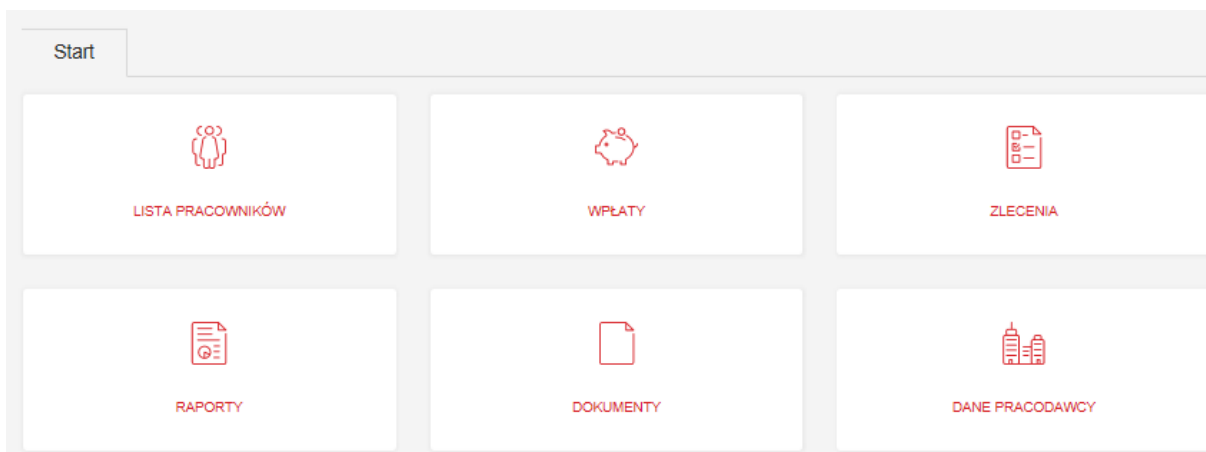 Start
LISTA PRACOWNIKÓW
WPŁATY
ZLECENIA
RAPORTY
DOKUMENTY
DANE PRACODAWCY